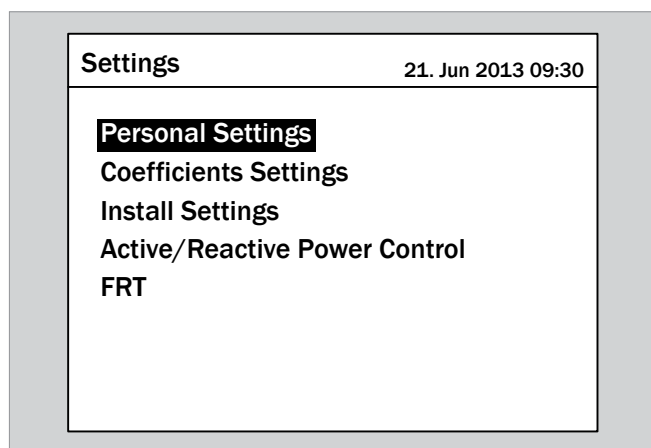 Settings
21. Jun 2013 09:30
Personal Settings
Coefficients Settings
Install Settings
Active/Reactive Power Control
FRT